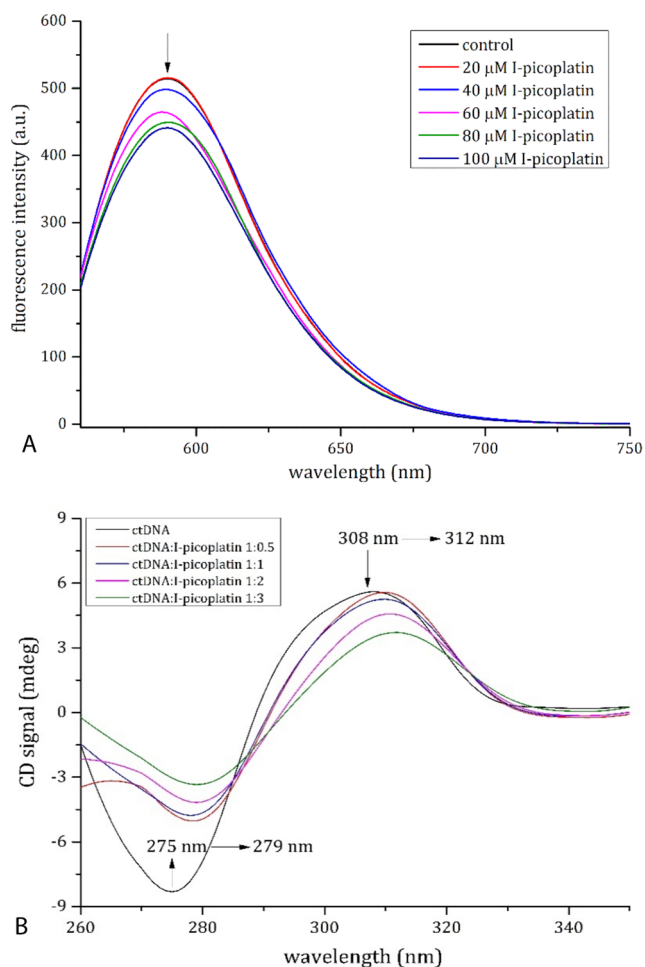 600
500
400
300
200
100
0
fluorescence intensity (a.u.)
control
20 μM I-picoplatin
40 μM I-picoplatin
60 μM I-picoplatin
80 μM I-picoplatin
100 μM I-picoplatin
600 650 700 750
wavelength (nm)
A
9
6
3
0
-3
-6
-9
CD signal (mdeg)
ctDNA
ctDNA:I-picoplatin 1:0.5
ctDNA:I-picoplatin 1:1
ctDNA:I-picoplatin 1:2
ctDNA:I-picoplatin 1:3
308 nm 312 nm
275 nm 279 nm
260 280 300 320 340
wavelength (nm)
B